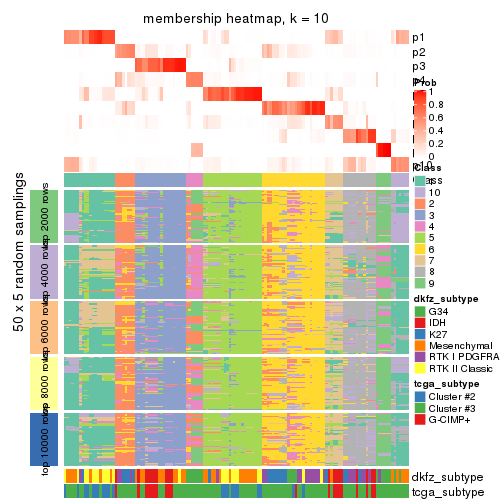 membership heatmap, k = 10
p1
p2
p3
p4
Prob
1
0.8
0.6
0.4
0.2
0
p10
Class
1
10
2
3
4
5
6
7
8
9
dkfz_subtype
G34
IDH
K27
Mesenchymal
RTK I PDGFRA
RTK II Classic
tcga_subtype
Cluster #2
Cluster #3
G-CIMP+
50 x 5 random samplings
top 2000 rows
top 4000 rows
top 6000 rows
top 8000 rows
top 10000 rows
dkfz_subtype
tcga_subtype